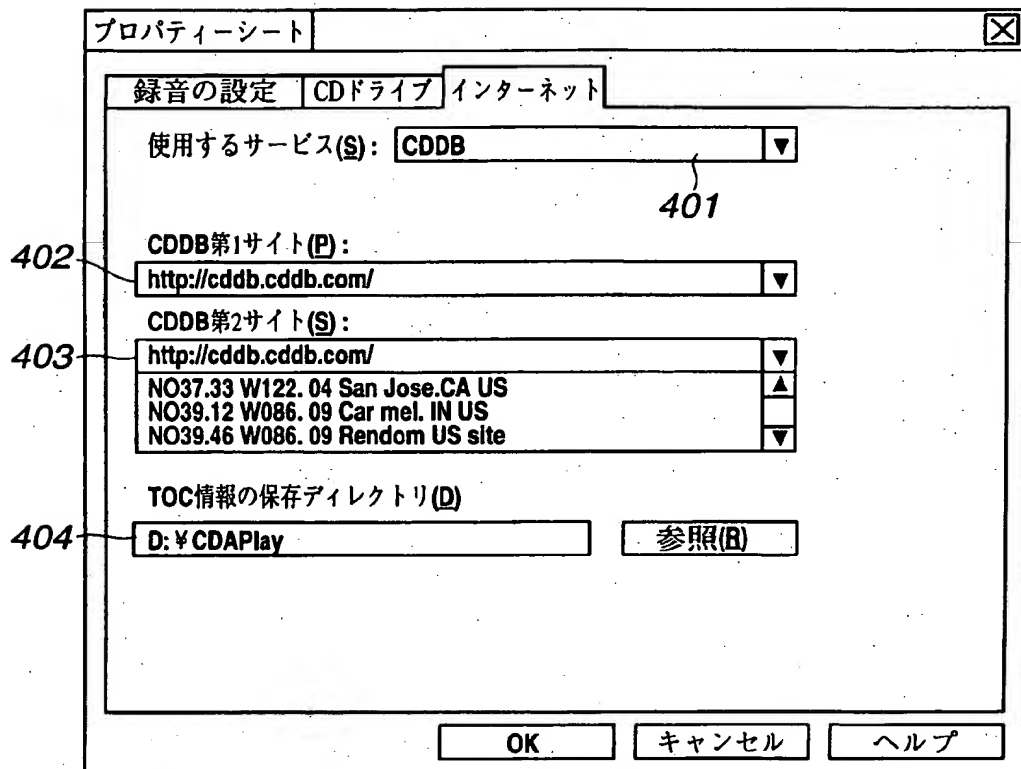 プロパティーシート
録音の設定 CDドライブ インターネット
使用するサービス(S): CDDB ▼
401
CDDB第1サイト(P):
402
http://cddb.cddb.com/ ▼
CDDB第2サイト(S):
403
http://cddb.cddb.com/ ▼
NO37.33 W122. 04 San Jose.CA US
NO39.12 W086. 09 Car mel. IN US
NO39.46 W086. 09 Rendom US site
TOC情報の保存ディレクトリ(D)
404
D:¥CDAPlay 参照(R)
OK キャンセル ヘルプ